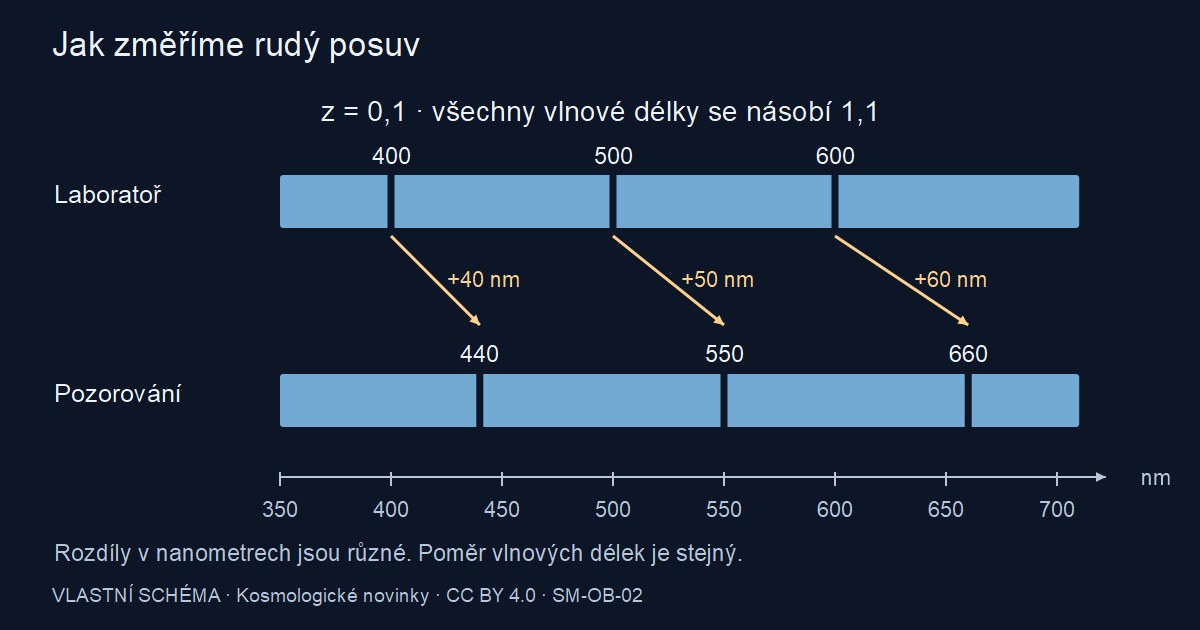 Jak změříme rudý posuv
z = 0,1 · všechny vlnové délky se násobí 1,1
400 500 600
Laboratoř
+40 nm +50 nm +60 nm
440 550 660
Pozorování
nm
350 400 450 500 550 600 650 700
Rozdíly v nanometrech jsou různé. Poměr vlnových délek je stejný.
VLASTNÍ SCHÉMA · Kosmologické novinky · CC BY 4.0 · SM-OB-02